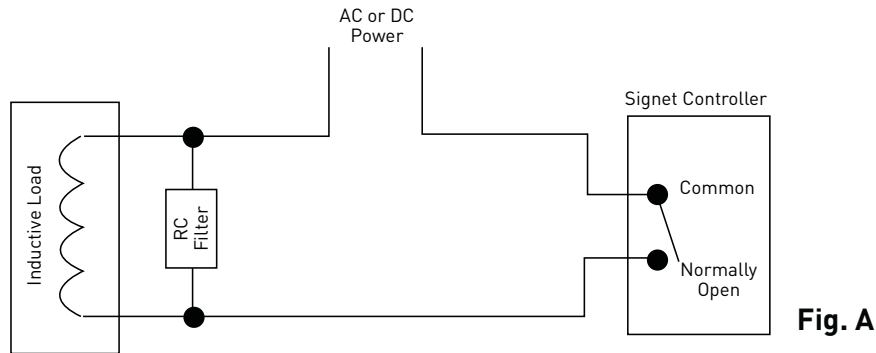 AC or DC
Power
Signet Controller
Inductive Load
RC
Filter
Common
Normally
Open
Fig. A